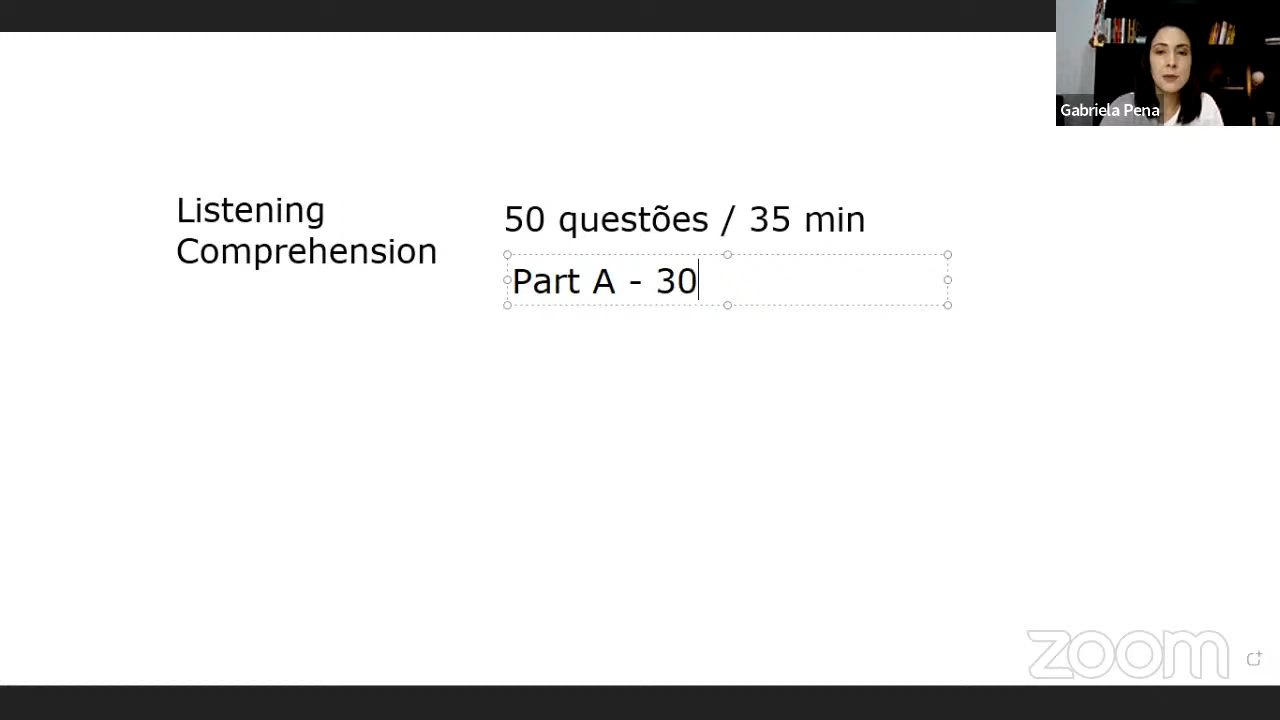 Gabriela Pena
Listening
Comprehension
50 questões / 35 min
Part A - 30
zoom